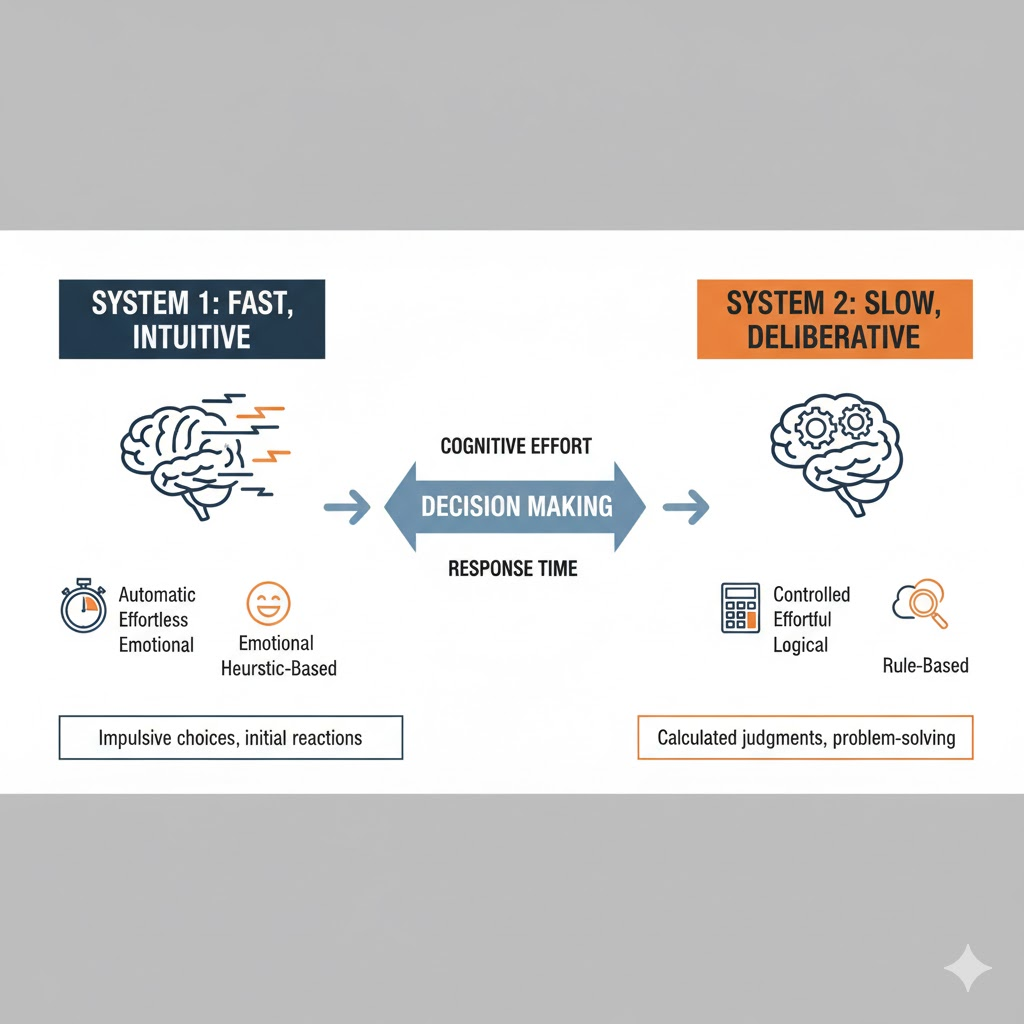 SYSTEM 1: FAST,
INTUITIVE
SYSTEM 2: SLOW,
DELIBERATIVE
COGNITIVE EFFORT
DECISION MAKING
RESPONSE TIME
Automatic
Effortless
Emotional
Emotional
Heurstic-Based
Controlled
Effortful
Logical
Rule-Based
Impulsive choices, initial reactions
Calculated judgments, problem-solving